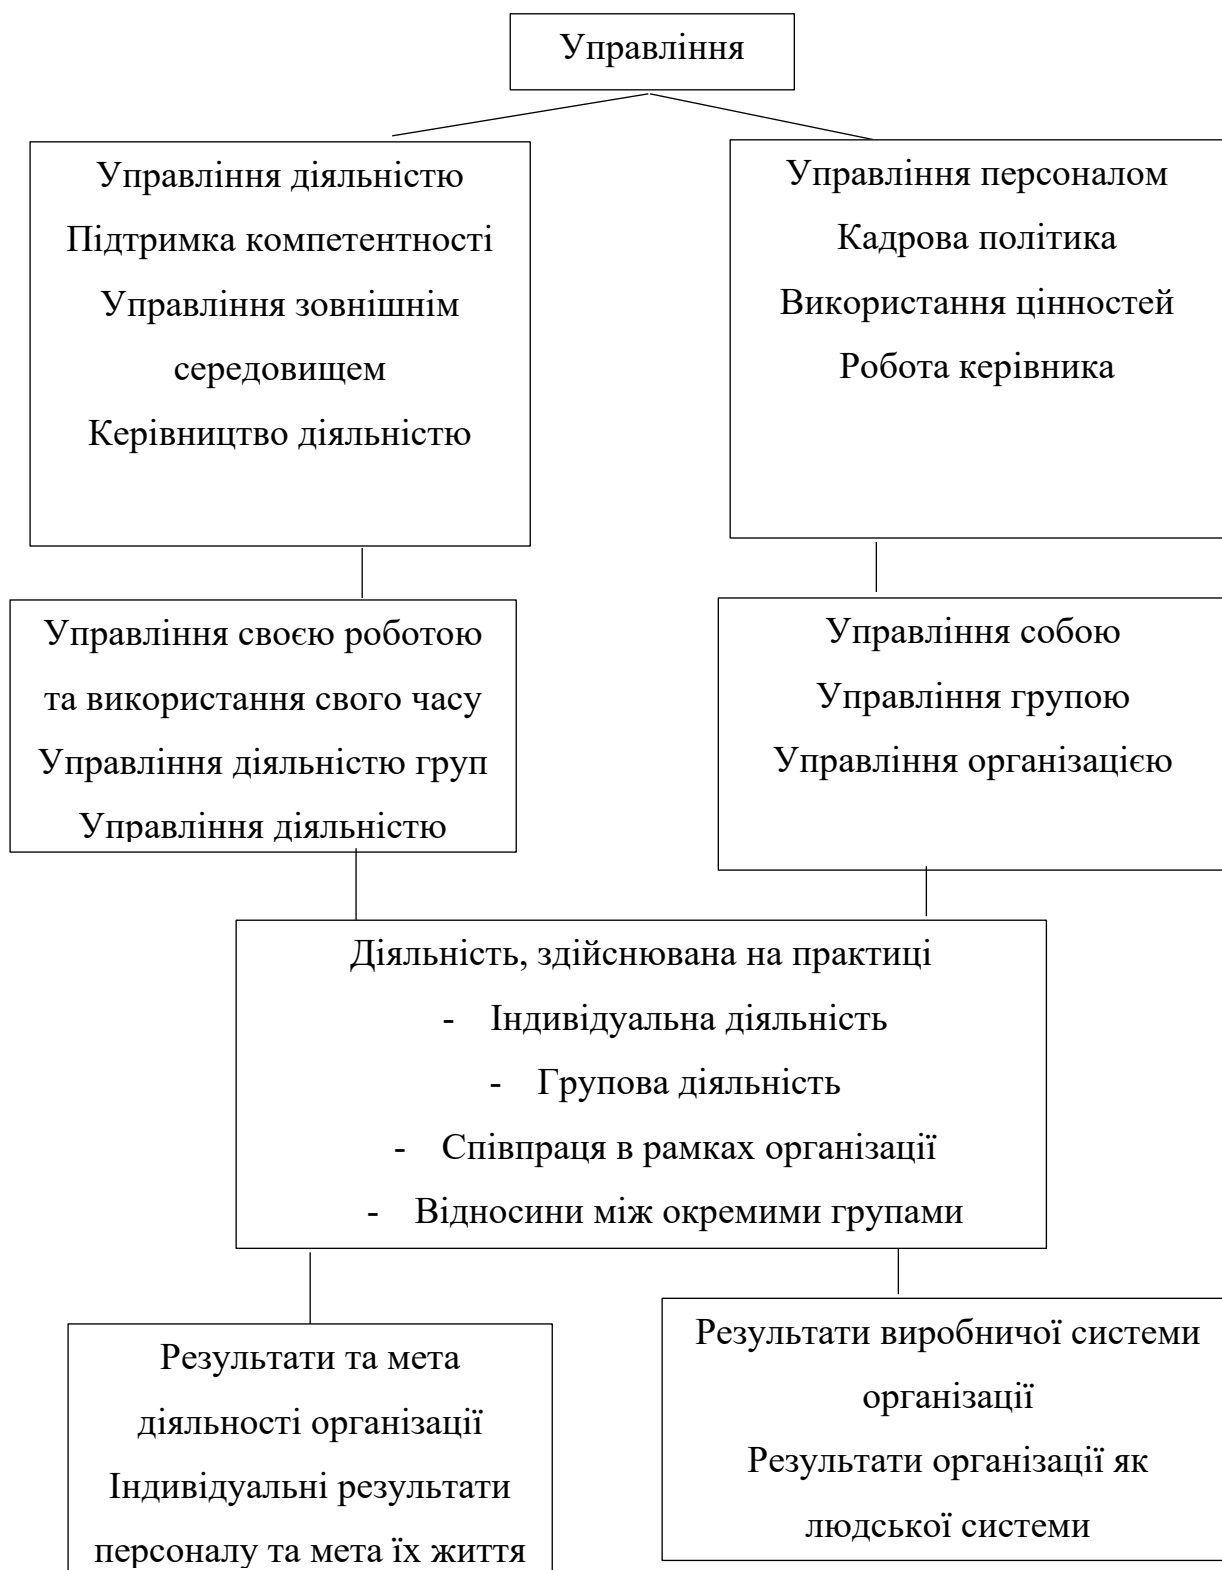 Управління
Управління діяльністю
Підтримка компетентності
Управління зовнішнім
середовищем
Керівництво діяльністю
Управління персоналом
Кадрова політика
Використання цінностей
Робота керівника
Управління своєю роботою
та використання свого часу
Управління діяльністю груп
Управління діяльністю
Управління собою
Управління групою
Управління організацією
Діяльність, здійснювана на практиці
- Індивідуальна діяльність
- Групова діяльність
- Співпраця в рамках організації
- Відносини між окремими групами
Результати та мета
діяльності організації
Індивідуальні результати
персоналу та мета їх життя
Результати виробничої системи
організації
Результати організації як
людської системи